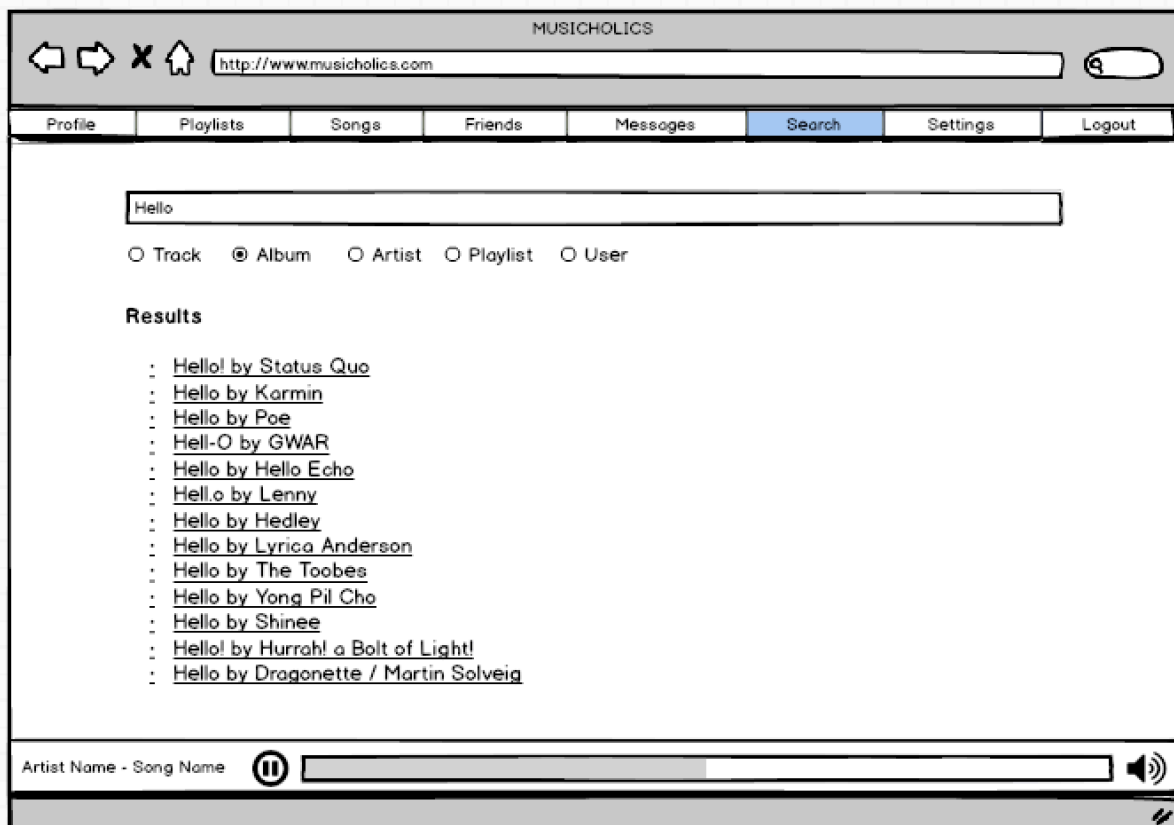 MUSICHOLICS
http://www.musicholics.com
Profile Playlists Songs Friends Messages Search Settings Logout
Hello
Track Album Artist Playlist User
Results
Hello! by Status Quo
Hello by Karmin
Hello by Poe
Hell-O by GWAR
Hello by Hello Echo
Hell.o by Lenny
Hello by Hedley
Hello by Lyrica Anderson
Hello by The Toobes
Hello by Yong Pil Cho
Hello by Shinee
Hello! by Hurrah! a Bolt of Light!
Hello by Dragonette / Martin Solveig
Artist Name - Song Name